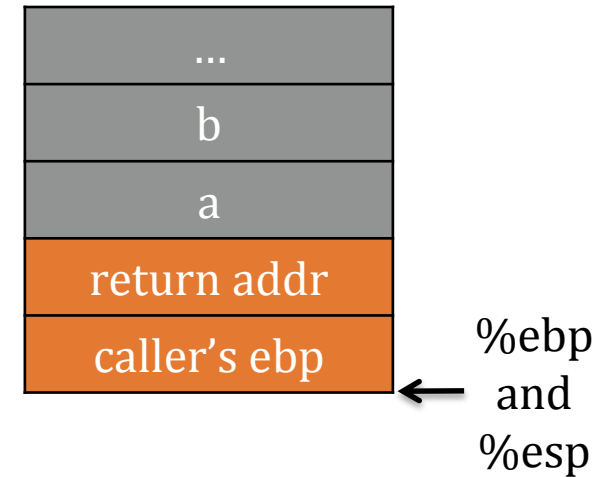 ...
b
a
return addr
caller's ebp
%ebp
and
%esp